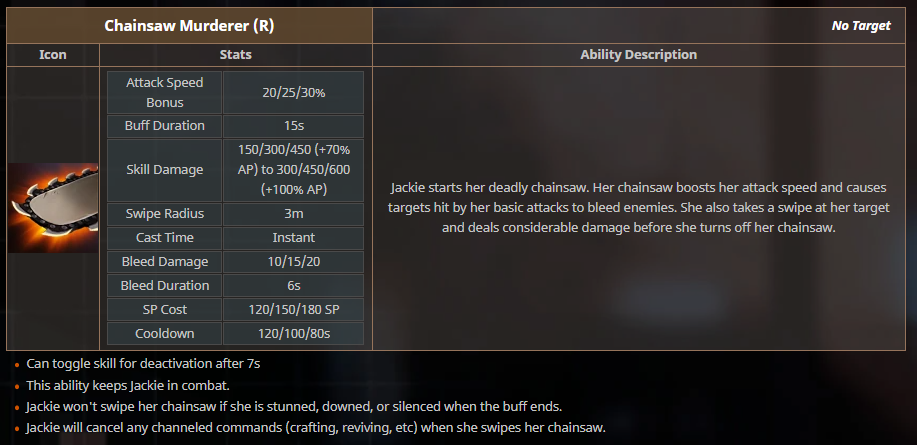 Chainsaw Murderer (R)
No Target
Icon
Stats
Ability Description
Attack Speed
Bonus
20/25/30%
Buff Duration
15s
Skill Damage
150/300/450 (+70%
AP) to 300/450/600
(+100% AP)
Swipe Radius
3m
Cast Time
Instant
Bleed Damage
10/15/20
Bleed Duration
6s
SP Cost
120/150/180 SP
Cooldown
120/100/80s
Jackie starts her deadly chainsaw. Her chainsaw boosts her attack speed and causes
targets hit by her basic attacks to bleed enemies. She also takes a swipe at her target
and deals considerable damage before she turns off her chainsaw.
• Can toggle skill for deactivation after 7s
• This ability keeps Jackie in combat.
• Jackie won't swipe her chainsaw if she is stunned, downed, or silenced when the buff ends.
• Jackie will cancel any channeled commands (crafting, reviving, etc) when she swipes her chainsaw.